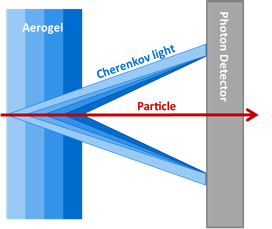 Aerogel
Cherenkov light
Particle
Photon Detector